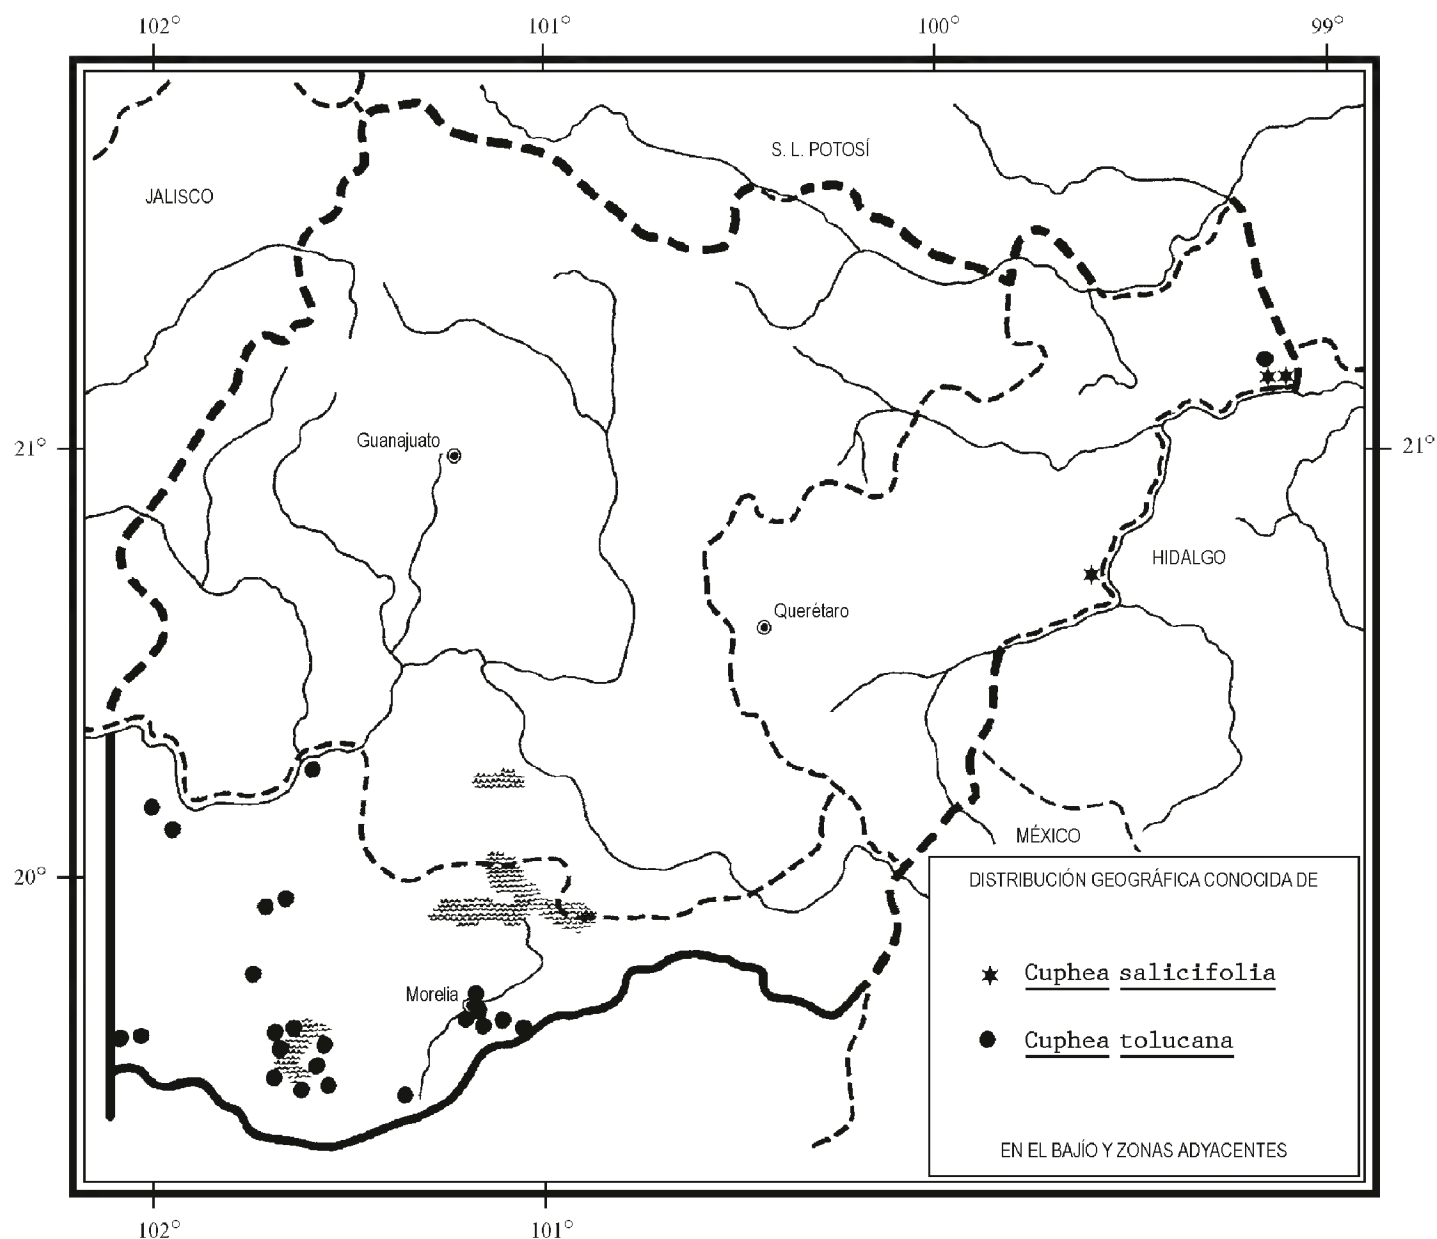 102° 101° 100° 99°
S. L. POTOSÍ
JALISCO
Guanajuato
21° 21°
HIDALGO
Querétaro
MÉXICO
20°
DISTRIBUCIÓN GEOGRÁFICA CONOCIDA DE
Cuphea salicifolia
Morelia
Cuphea tolucana
EN EL BAJÍO Y ZONAS ADYACENTES
102° 101°